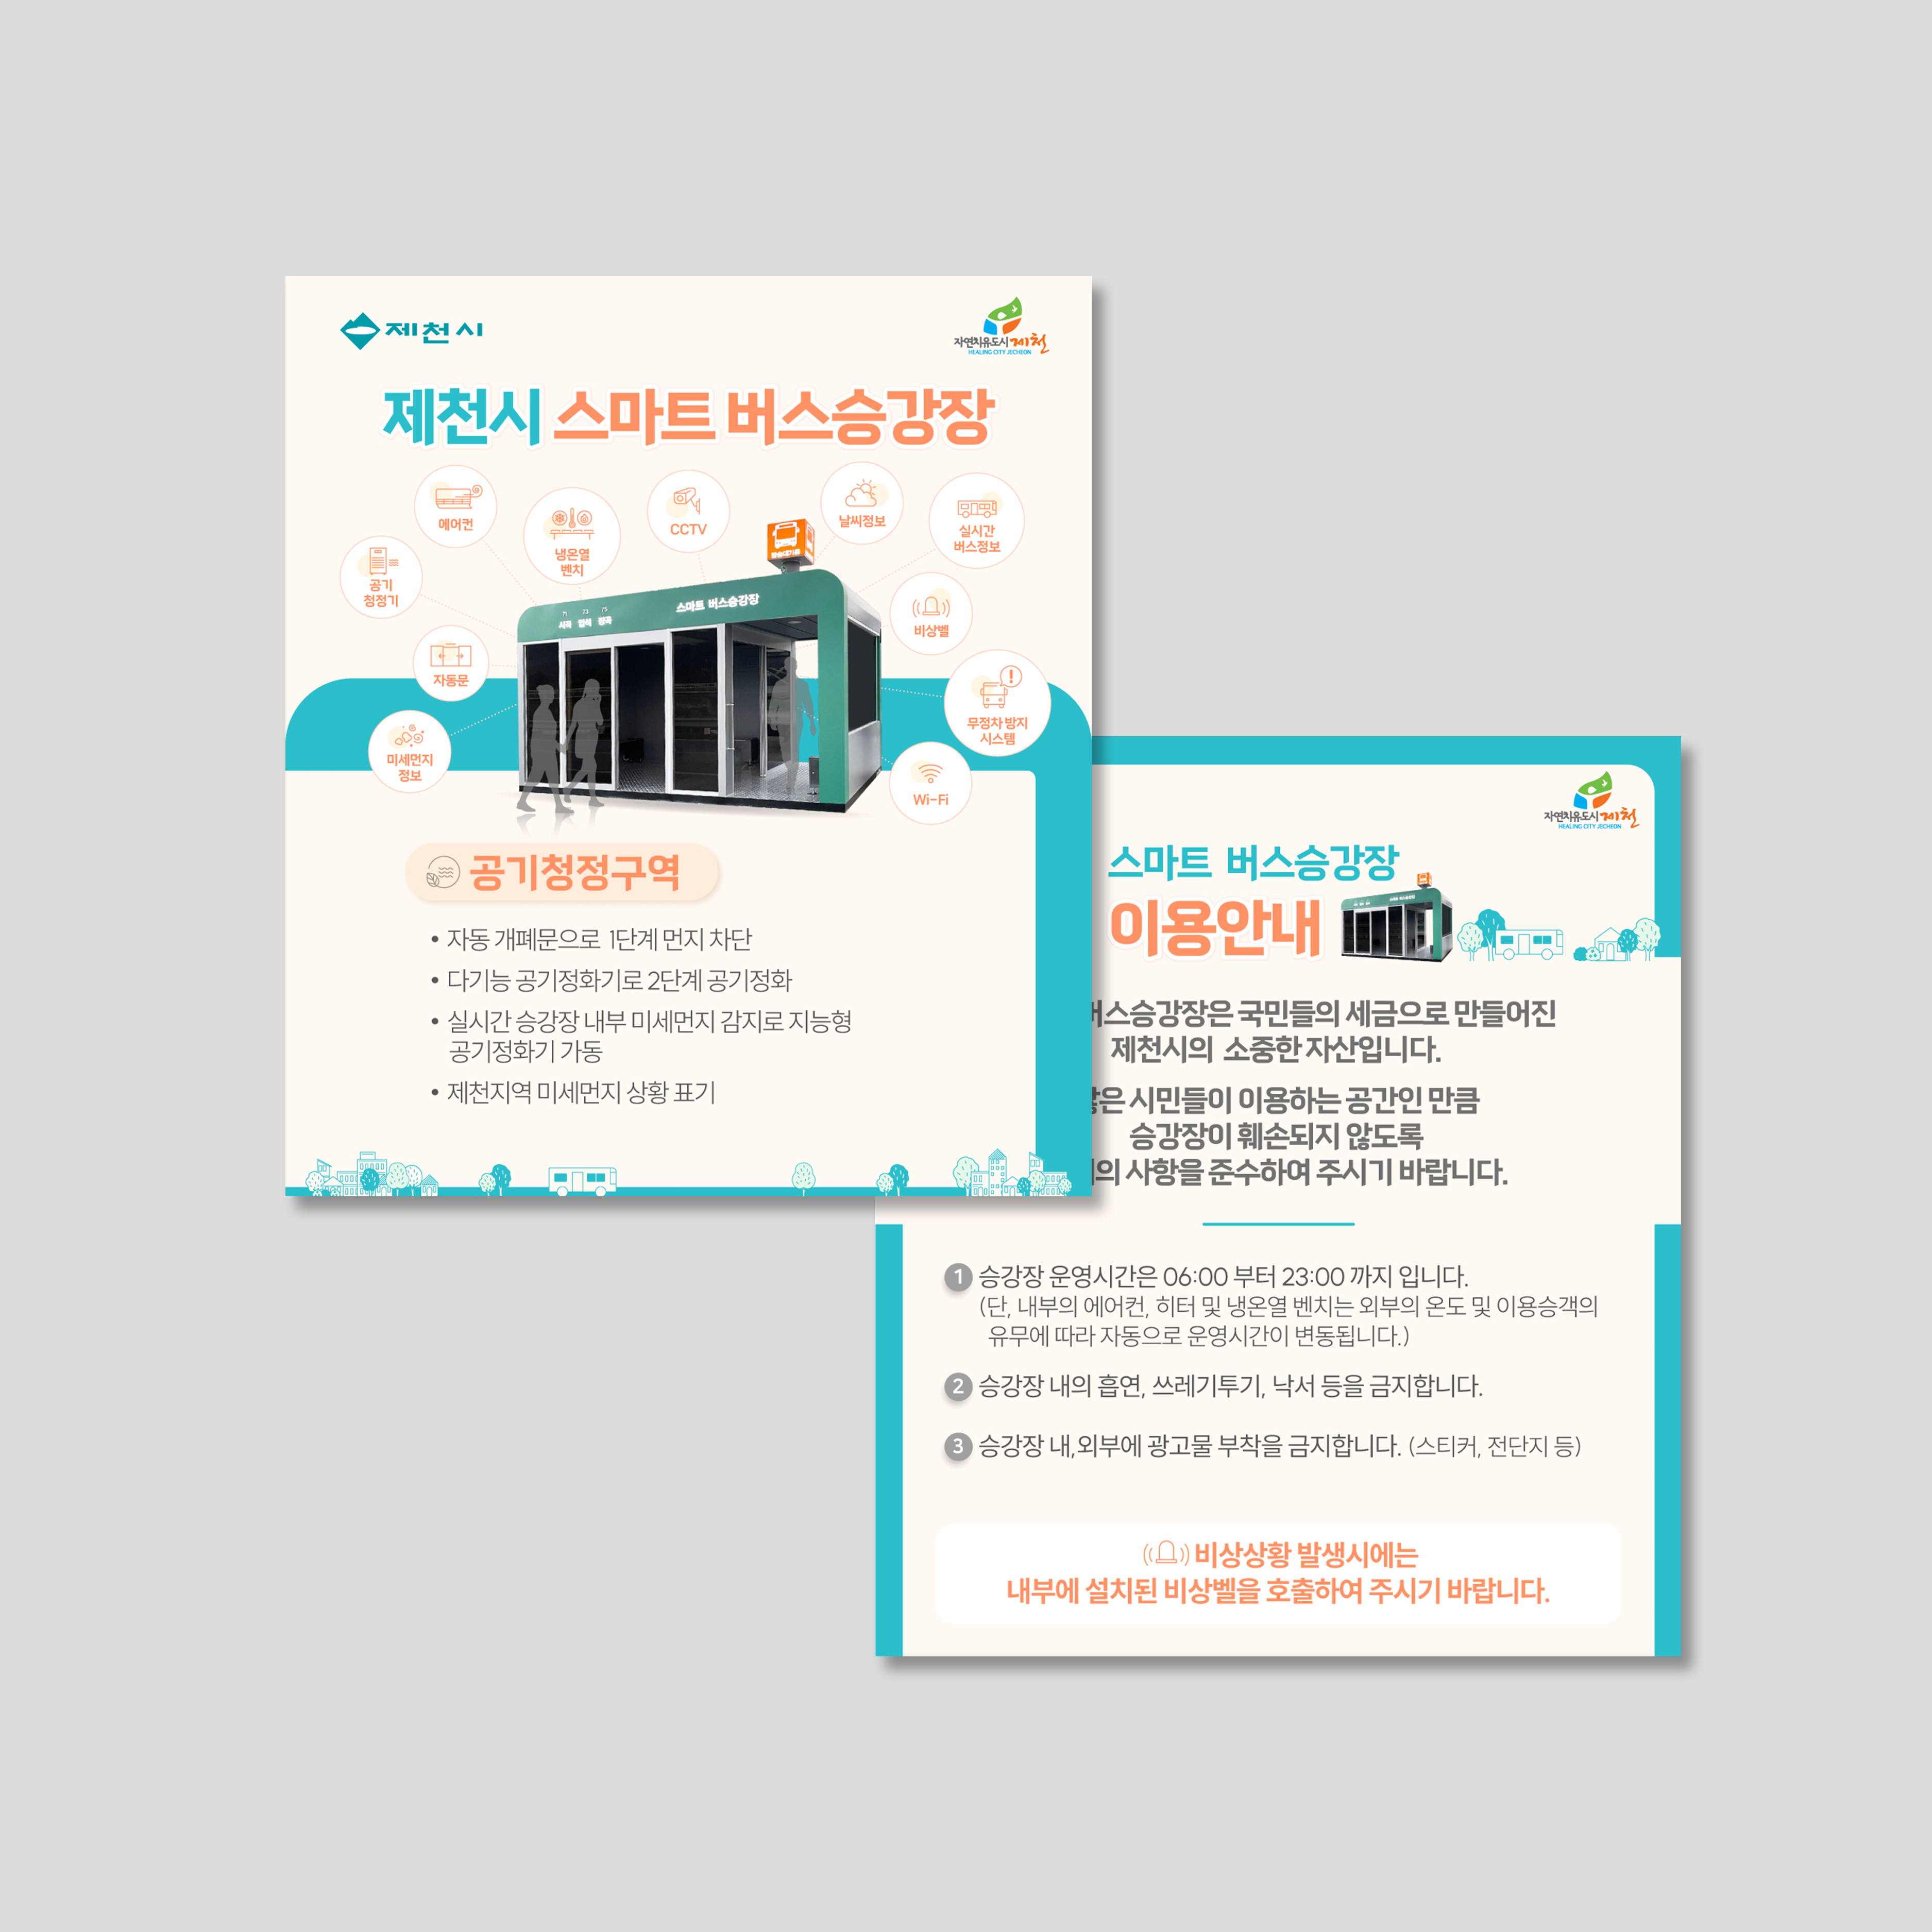 제천시
자연치유도시 제천
HEALING CITY JECHEON
제천시 스마트 버스승강장
에어컨
냉온열
벤치
CCTV
날씨정보
실시간
버스정보
공기
청정기
비상벨
자동문
무정차 방지
시스템
미세먼지
정보
Wi-Fi
스마트 버스승강장
공기청정구역
• 자동 개폐문으로 1단계 먼지 차단
• 다기능 공기정화기로 2단계 공기정화
• 실시간 승강장 내부 미세먼지 감지로 지능형
공기정화기 가동
• 제천지역 미세먼지 상황 표기
자연치유도시 제천
HEALING CITY JECHEON
스마트 버스승강장
이용안내
버스승강장은 국민들의 세금으로 만들어진
제천시의 소중한 자산입니다.
은 시민들이 이용하는 공간인 만큼
승강장이 훼손되지 않도록
의 사항을 준수하여 주시기 바랍니다.
1 승강장 운영시간은 06:00 부터 23:00 까지 입니다.
(단, 내부의 에어컨, 히터 및 냉온열 벤치는 외부의 온도 및 이용승객의
유무에 따라 자동으로 운영시간이 변동됩니다.)
2 승강장 내의 흡연, 쓰레기투기, 낙서 등을 금지합니다.
3 승강장 내,외부에 광고물 부착을 금지합니다. (스티커, 전단지 등)
비상상황 발생시에는
내부에 설치된 비상벨을 호출하여 주시기 바랍니다.